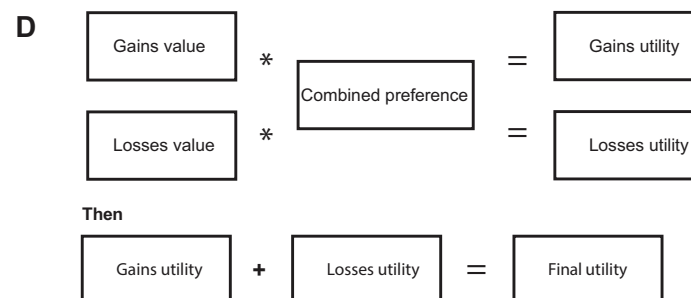 D
Gains value * = Gains utility
Combined preference
Losses value * = Losses utility
Then
Gains utility + Losses utility = Final utility